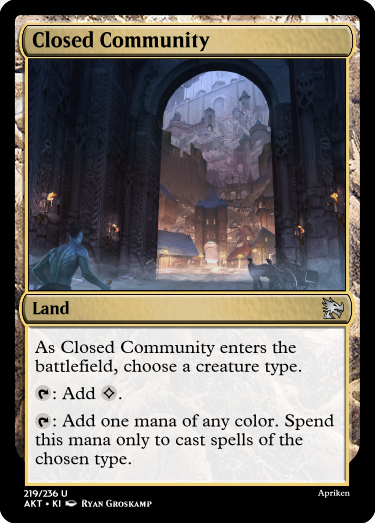 Closed Community
Land
As Closed Community enters the
battlefield, choose a creature type.
: Add .
: Add one mana of any color. Spend
this mana only to cast spells of the
chosen type.
219/236 U
Apriken
AKT • KI Ryan Groskamp